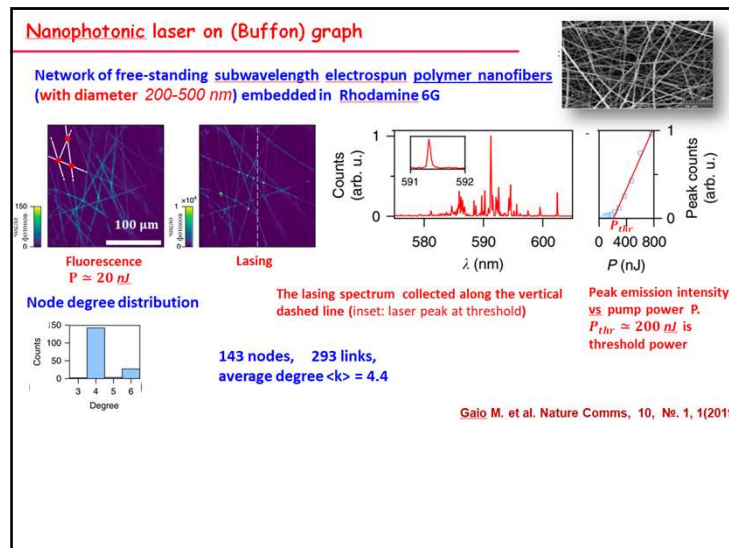 Nanophotonic laser on (Buffon) graph
Network of free-standing subwavelength electrospun polymer nanofibers
(with diameter 200-500 nm) embedded in Rhodamine 6G
150
0
100 μm
1 × 10⁴
0
Fluorescence
P ≃ 20 nJ
Lasing
Counts
(arb. u.)
1
0
591
592
580
590
600
λ (nm)
1
0
Peak counts
(arb. u.)
P_thr
0
400
800
P (nJ)
The lasing spectrum collected along the vertical
dashed line (inset: laser peak at threshold)
Peak emission intensity
vs pump power P.
P_thr ≃ 200 nJ is
threshold power
Node degree distribution
Counts
150
100
50
0
3
4
5
6
Degree
143 nodes, 293 links,
average degree <k> = 4.4
Gaio M. et al. Nature Comms, 10, №. 1, 1(2019